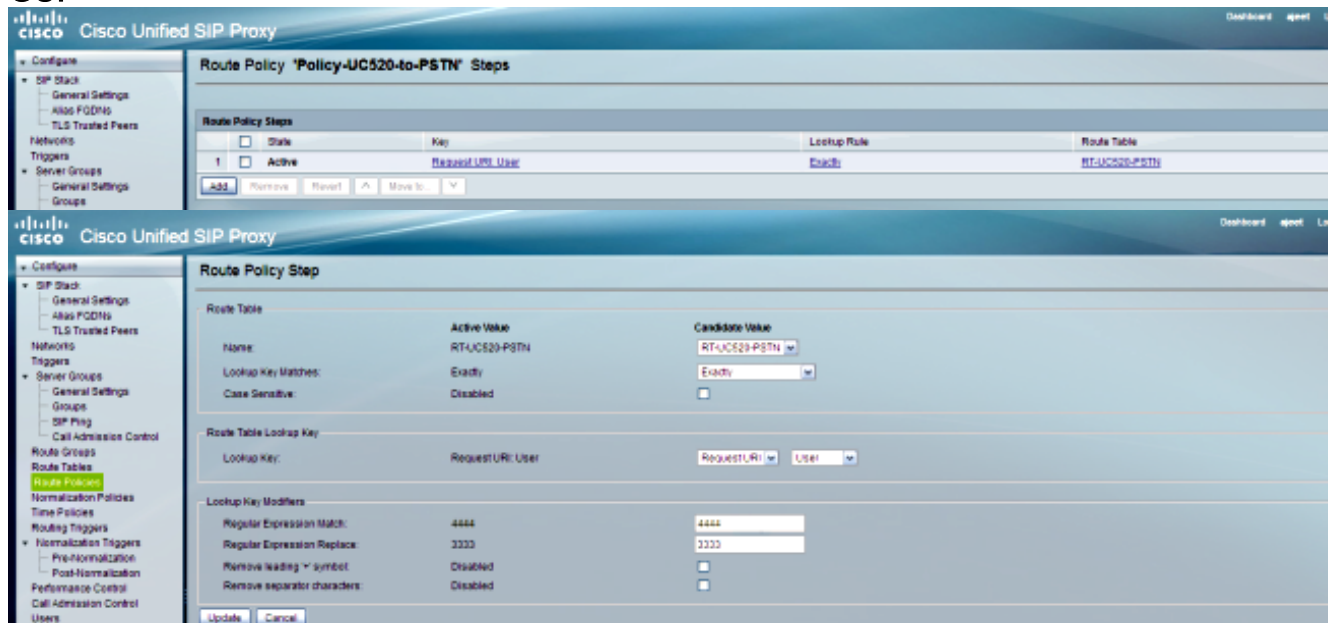 GUI
Dashboard ajeet
cisco Cisco Unified SIP Proxy
Configure
SIP Stack
General Settings
Alias FQDNs
TLS Trusted Peers
Networks
Triggers
Server Groups
General Settings
Groups
Route Policy 'Policy-UC520-to-PSTN' Steps
Route Policy Steps
State Key Lookup Rule Route Table
1 Active Request URI: User Exactly RT-UC520-PSTN
Add Remove Revert Move to...
Dashboard ajeet
cisco Cisco Unified SIP Proxy
Configure
SIP Stack
General Settings
Alias FQDNs
TLS Trusted Peers
Networks
Triggers
Server Groups
General Settings
Groups
SIP Ping
Call Admission Control
Route Groups
Route Tables
Route Policies
Normalization Policies
Time Policies
Routing Triggers
Normalization Triggers
Pre-Normalization
Post-Normalization
Performance Control
Call Admission Control
Users
Route Policy Step
Route Table
Active Value Candidate Value
Name: RT-UC520-PSTN RT-UC520-PSTN
Lookup Key Matches: Exactly Exactly
Case Sensitive: Disabled
Route Table Lookup Key
Lookup Key: Request URI: User Request URI User
Lookup Key Modifiers
Regular Expression Match: 4444 4444
Regular Expression Replace: 3333 3333
Remove leading '+' symbol: Disabled
Remove separator characters: Disabled
Update Cancel